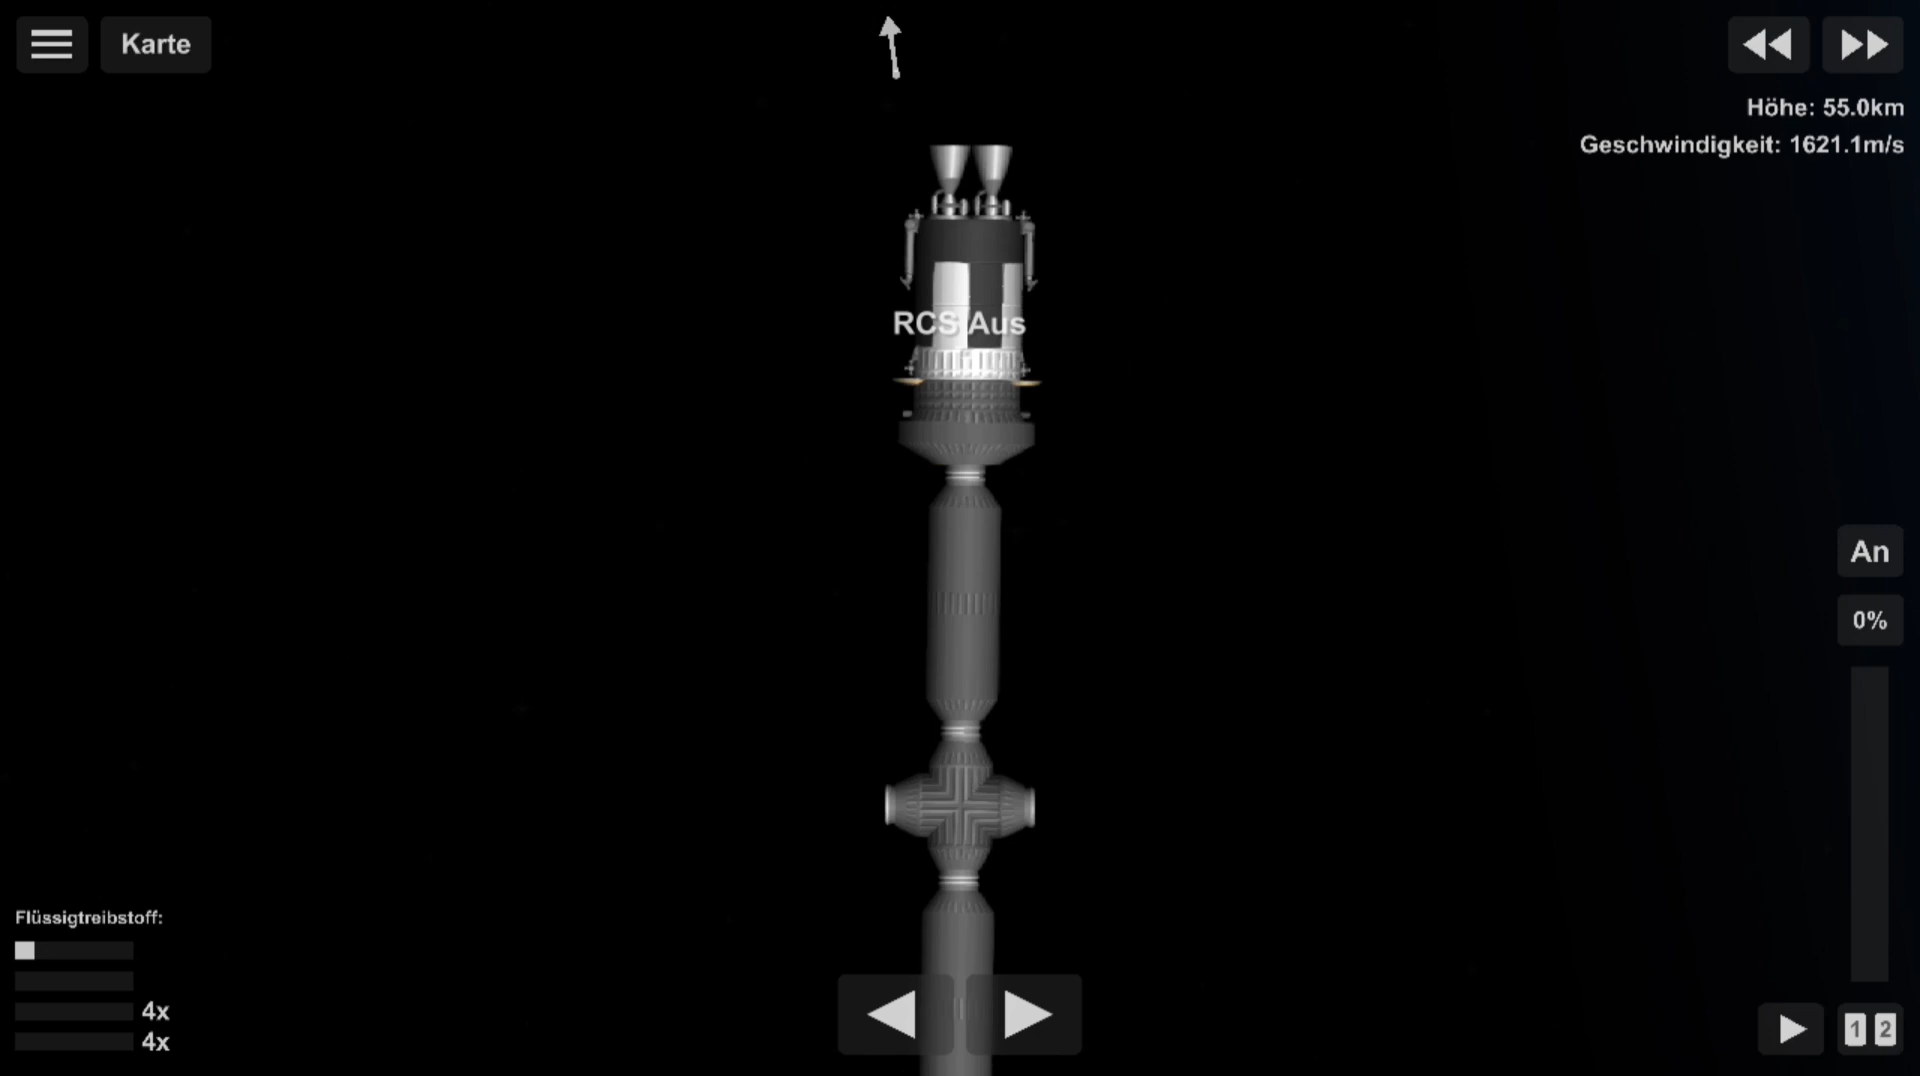 Karte
Höhe: 55.0km
Geschwindigkeit: 1621.1m/s
RCS Aus
An
0%
Flüssigtreibstoff:
4x
4x
1 2